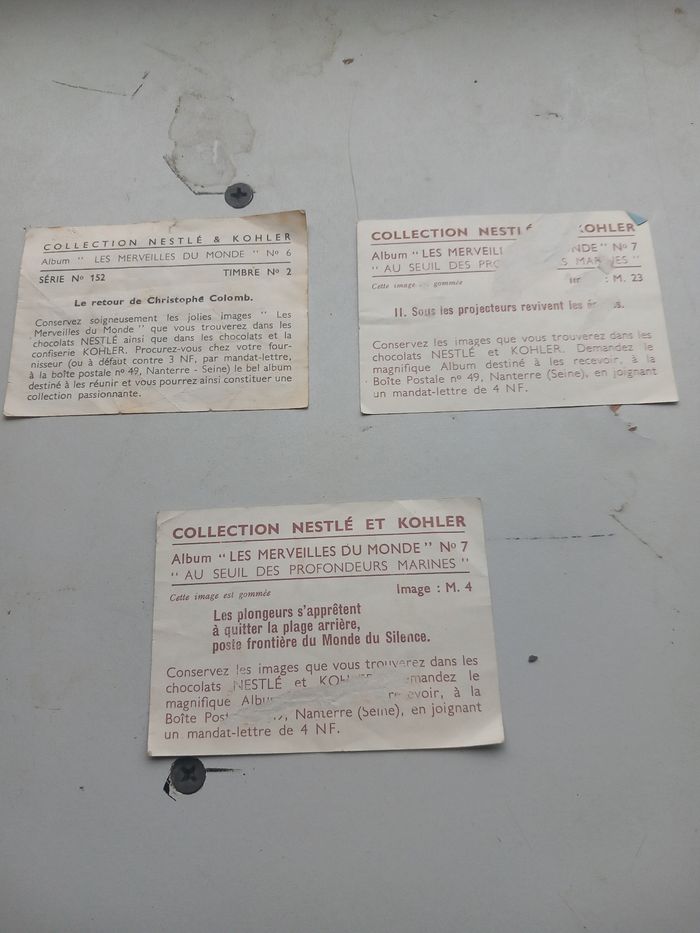 COLLECTION NESTLÉ & KOHLER
Album " LES MERVEILLES DU MONDE " Nº 6
SÉRIE Nº 152 TIMBRE Nº 2
Le retour de Christophe Colomb.
Conservez soigneusement les jolies images " Les
Merveilles du Monde " que vous trouverez dans les
chocolats NESTLÉ ainsi que dans les chocolats et la
confiserie KOHLER. Procurez-vous chez votre four-
nisseur (ou à défaut contre 3 NF, par mandat-lettre,
à la boîte postale nº 49, Nanterre - Seine) le bel album
destiné à les réunir et vous pourrez ainsi constituer une
collection passionnante.
COLLECTION NESTLÉ KOHLER
Album " LES MERVEIL NDE " Nº 7
" AU SEUIL DES PRO S MARINES "
Cette image gommée : M. 23
II. Sous les projecteurs revivent les
Conservez les images que vous trouverez dans les
chocolats NESTLÉ et KOHLER. Demandez le
magnifique Album destiné à les recevoir, à la
Boîte Postale nº 49, Nanterre (Seine), en joignant
un mandat-lettre de 4 NF.
COLLECTION NESTLÉ ET KOHLER
Album " LES MERVEILLES DU MONDE " Nº 7
" AU SEUIL DES PROFONDEURS MARINES "
Cette image est gommée Image : M. 4
Les plongeurs s'apprêtent
à quitter la plage arrière,
poste frontière du Monde du Silence.
Conservez les images que vous trouverez dans les
chocolats NESTLÉ et KOH mandez le
magnifique Album recevoir, à la
Boîte Post Nanterre (Seine), en joignant
un mandat-lettre de 4 NF.